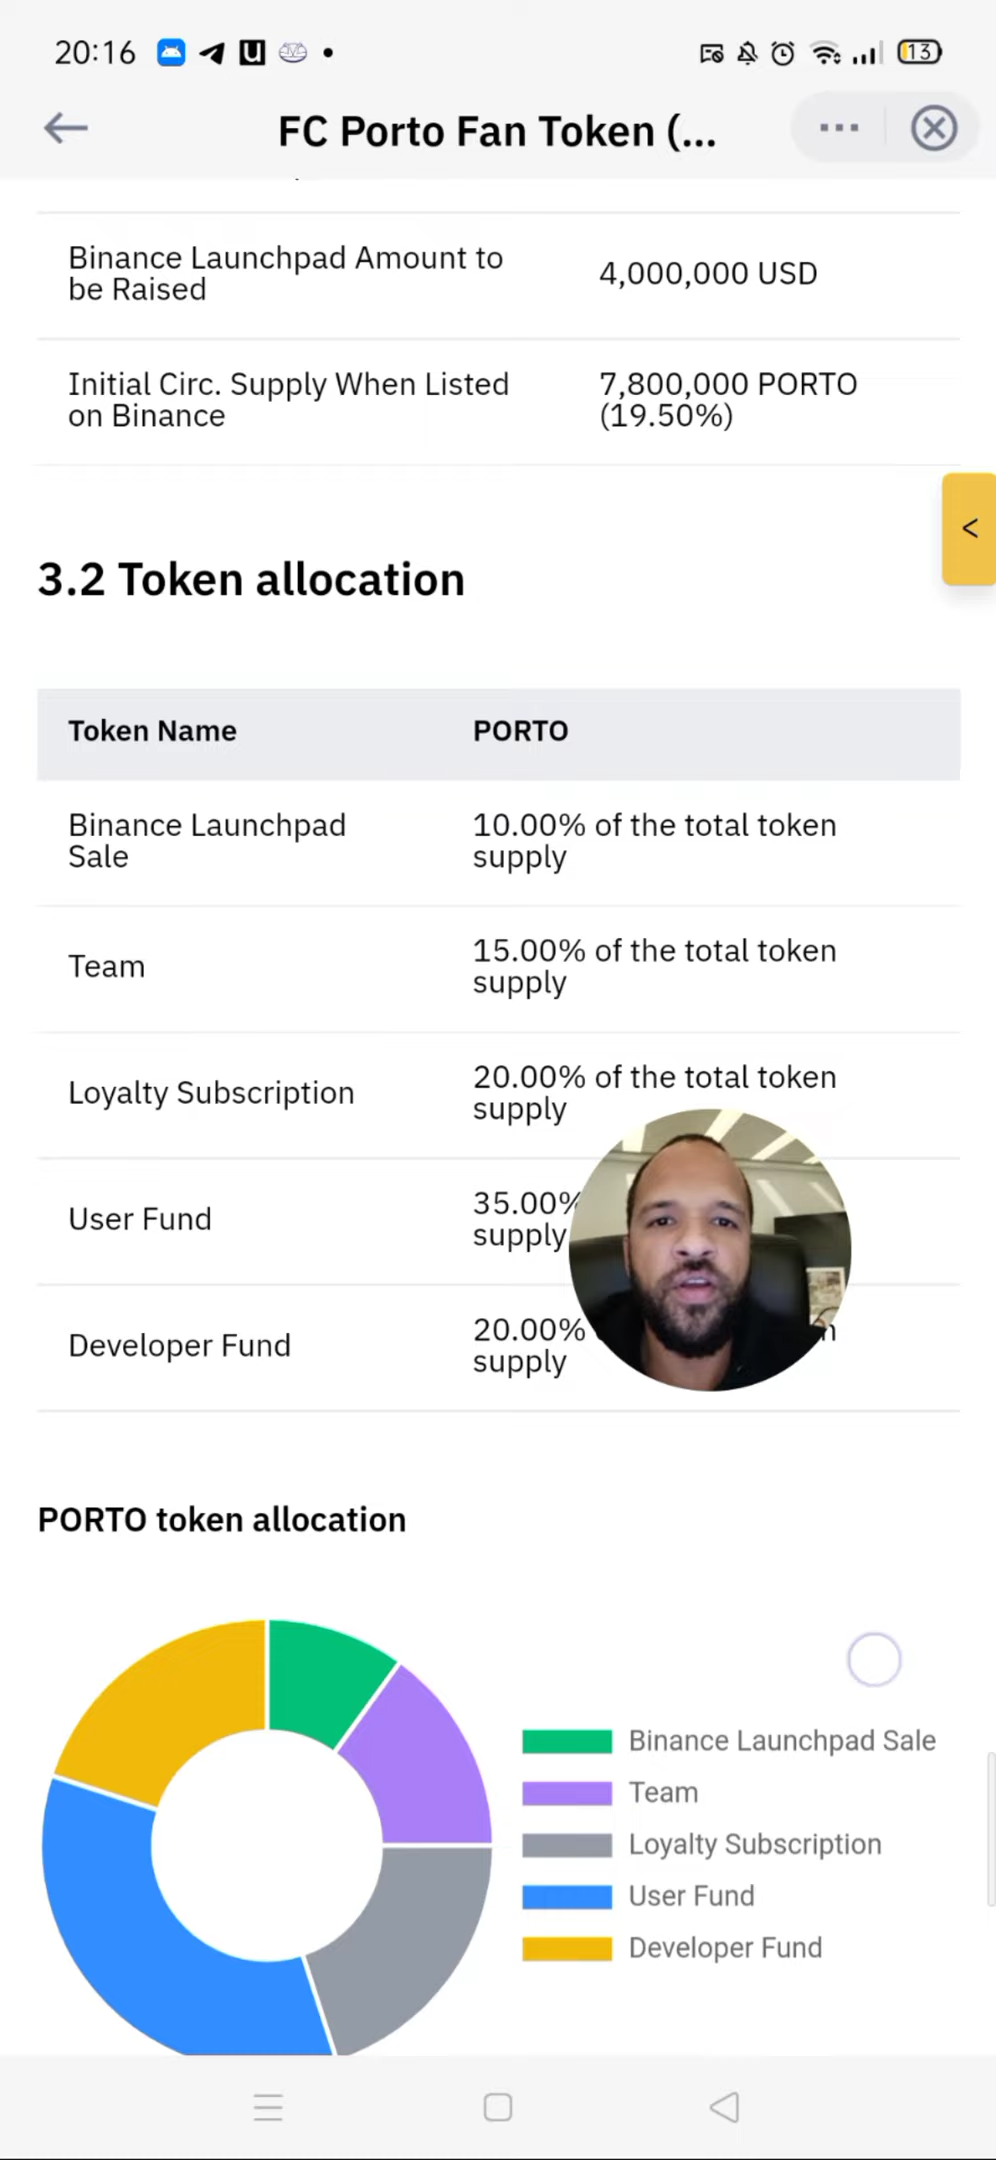 20:16
13
FC Porto Fan Token (...
Binance Launchpad Amount to
be Raised
4,000,000 USD
Initial Circ. Supply When Listed
on Binance
7,800,000 PORTO
(19.50%)
<
3.2 Token allocation
Token Name
PORTO
Binance Launchpad
Sale
10.00% of the total token
supply
Team
15.00% of the total token
supply
Loyalty Subscription
20.00% of the total token
supply
User Fund
35.00%
supply
Developer Fund
20.00%
supply
PORTO token allocation
Binance Launchpad Sale
Team
Loyalty Subscription
User Fund
Developer Fund